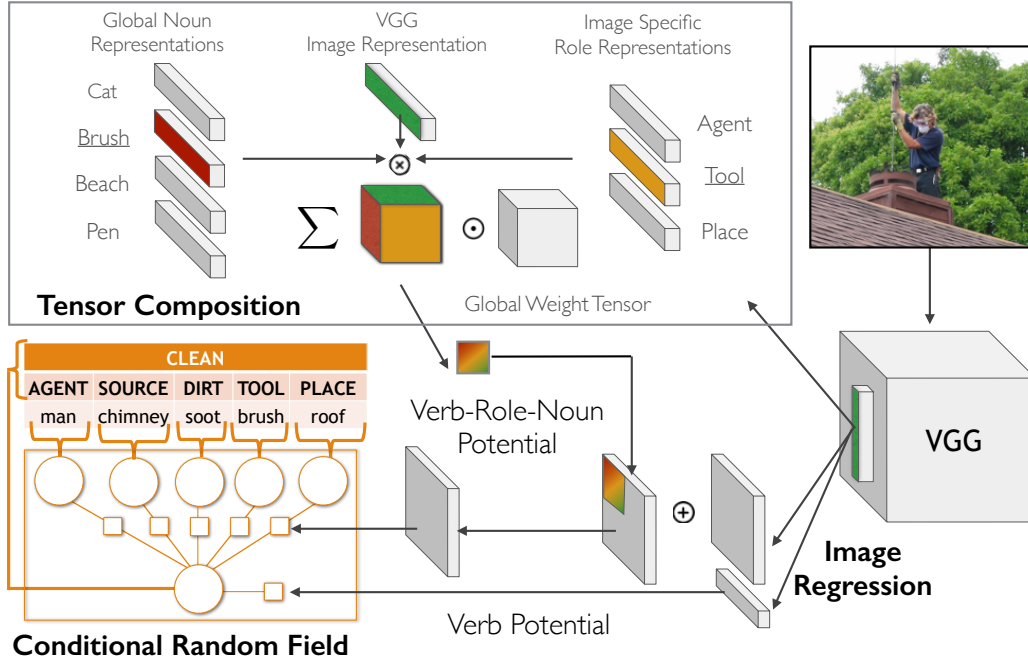 Global Noun
Representations
VGG
Image Representation
Image Specific
Role Representations
Cat
Brush
Beach
Pen
Agent
Tool
Place
Tensor Composition
Global Weight Tensor
CLEAN
AGENT SOURCE DIRT TOOL PLACE
man chimney soot brush roof
Verb-Role-Noun
Potential
VGG
Image
Regression
Verb Potential
Conditional Random Field